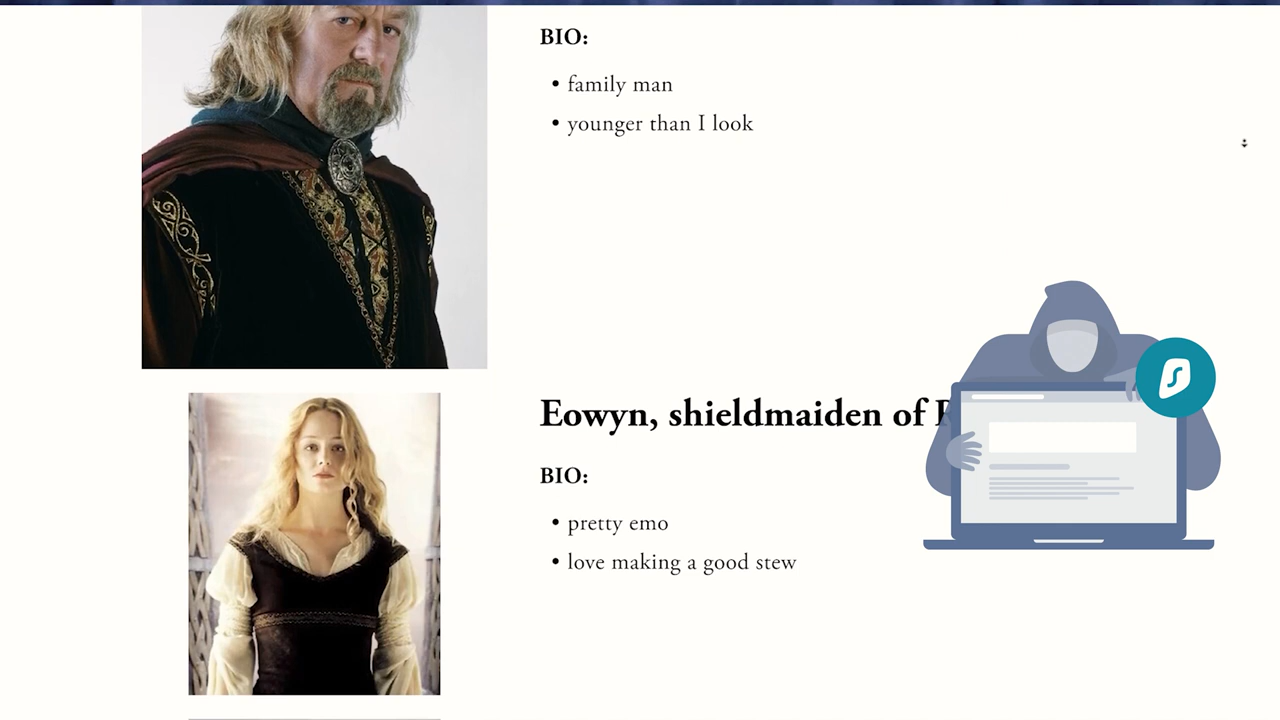 BIO:
• family man
• younger than I look
Eowyn, shieldmaiden of
BIO:
• pretty emo
• love making a good stew